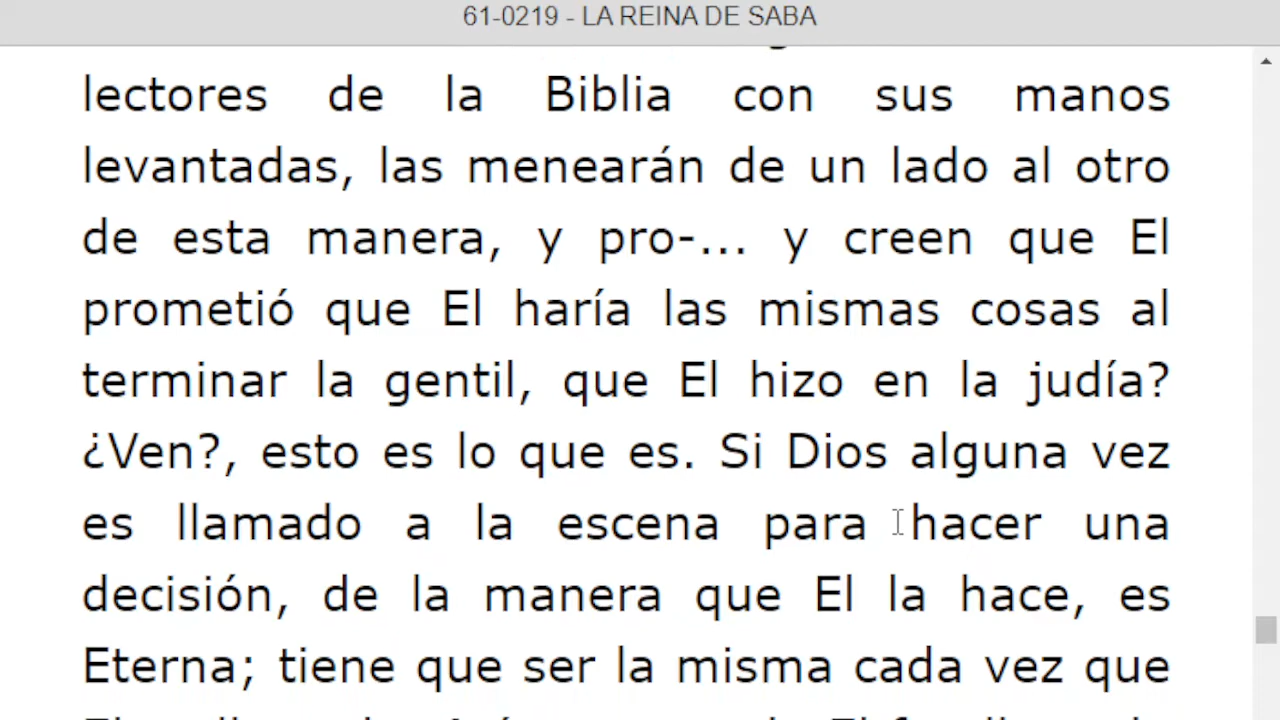 61-0219 - LA REINA DE SABA
lectores de la Biblia con sus manos
levantadas, las menearán de un lado al otro
de esta manera, y pro-... y creen que El
prometió que El haría las mismas cosas al
terminar la gentil, que El hizo en la judía?
¿Ven?, esto es lo que es. Si Dios alguna vez
es llamado a la escena para hacer una
decisión, de la manera que El la hace, es
Eterna; tiene que ser la misma cada vez que